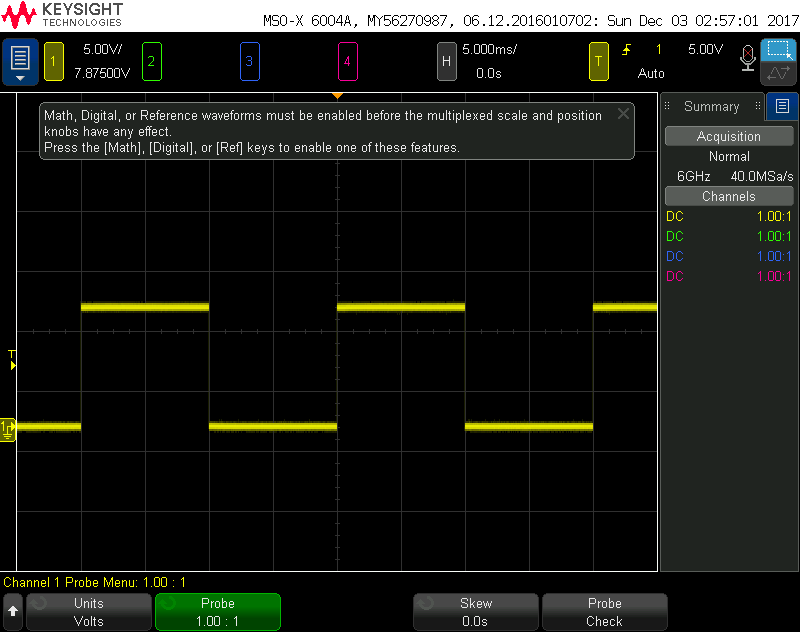 KEYSIGHT
TECHNOLOGIES
MSO-X 6004A, MY56270987, 06.12.2016010702: Sun Dec 03 02:57:01 2017
1
5.00V/
7.87500V
2
3
4
H
5.000ms/
0.0s
T
1
5.00V
Auto
Math, Digital, or Reference waveforms must be enabled before the multiplexed scale and position
knobs have any effect.
Press the [Math], [Digital], or [Ref] keys to enable one of these features.
Summary
Acquisition
Normal
6GHz 40.0MSa/s
Channels
DC 1.00:1
DC 1.00:1
DC 1.00:1
DC 1.00:1
T
1
Channel 1 Probe Menu: 1.00 : 1
Units
Volts
Probe
1.00 : 1
Skew
0.0s
Probe
Check